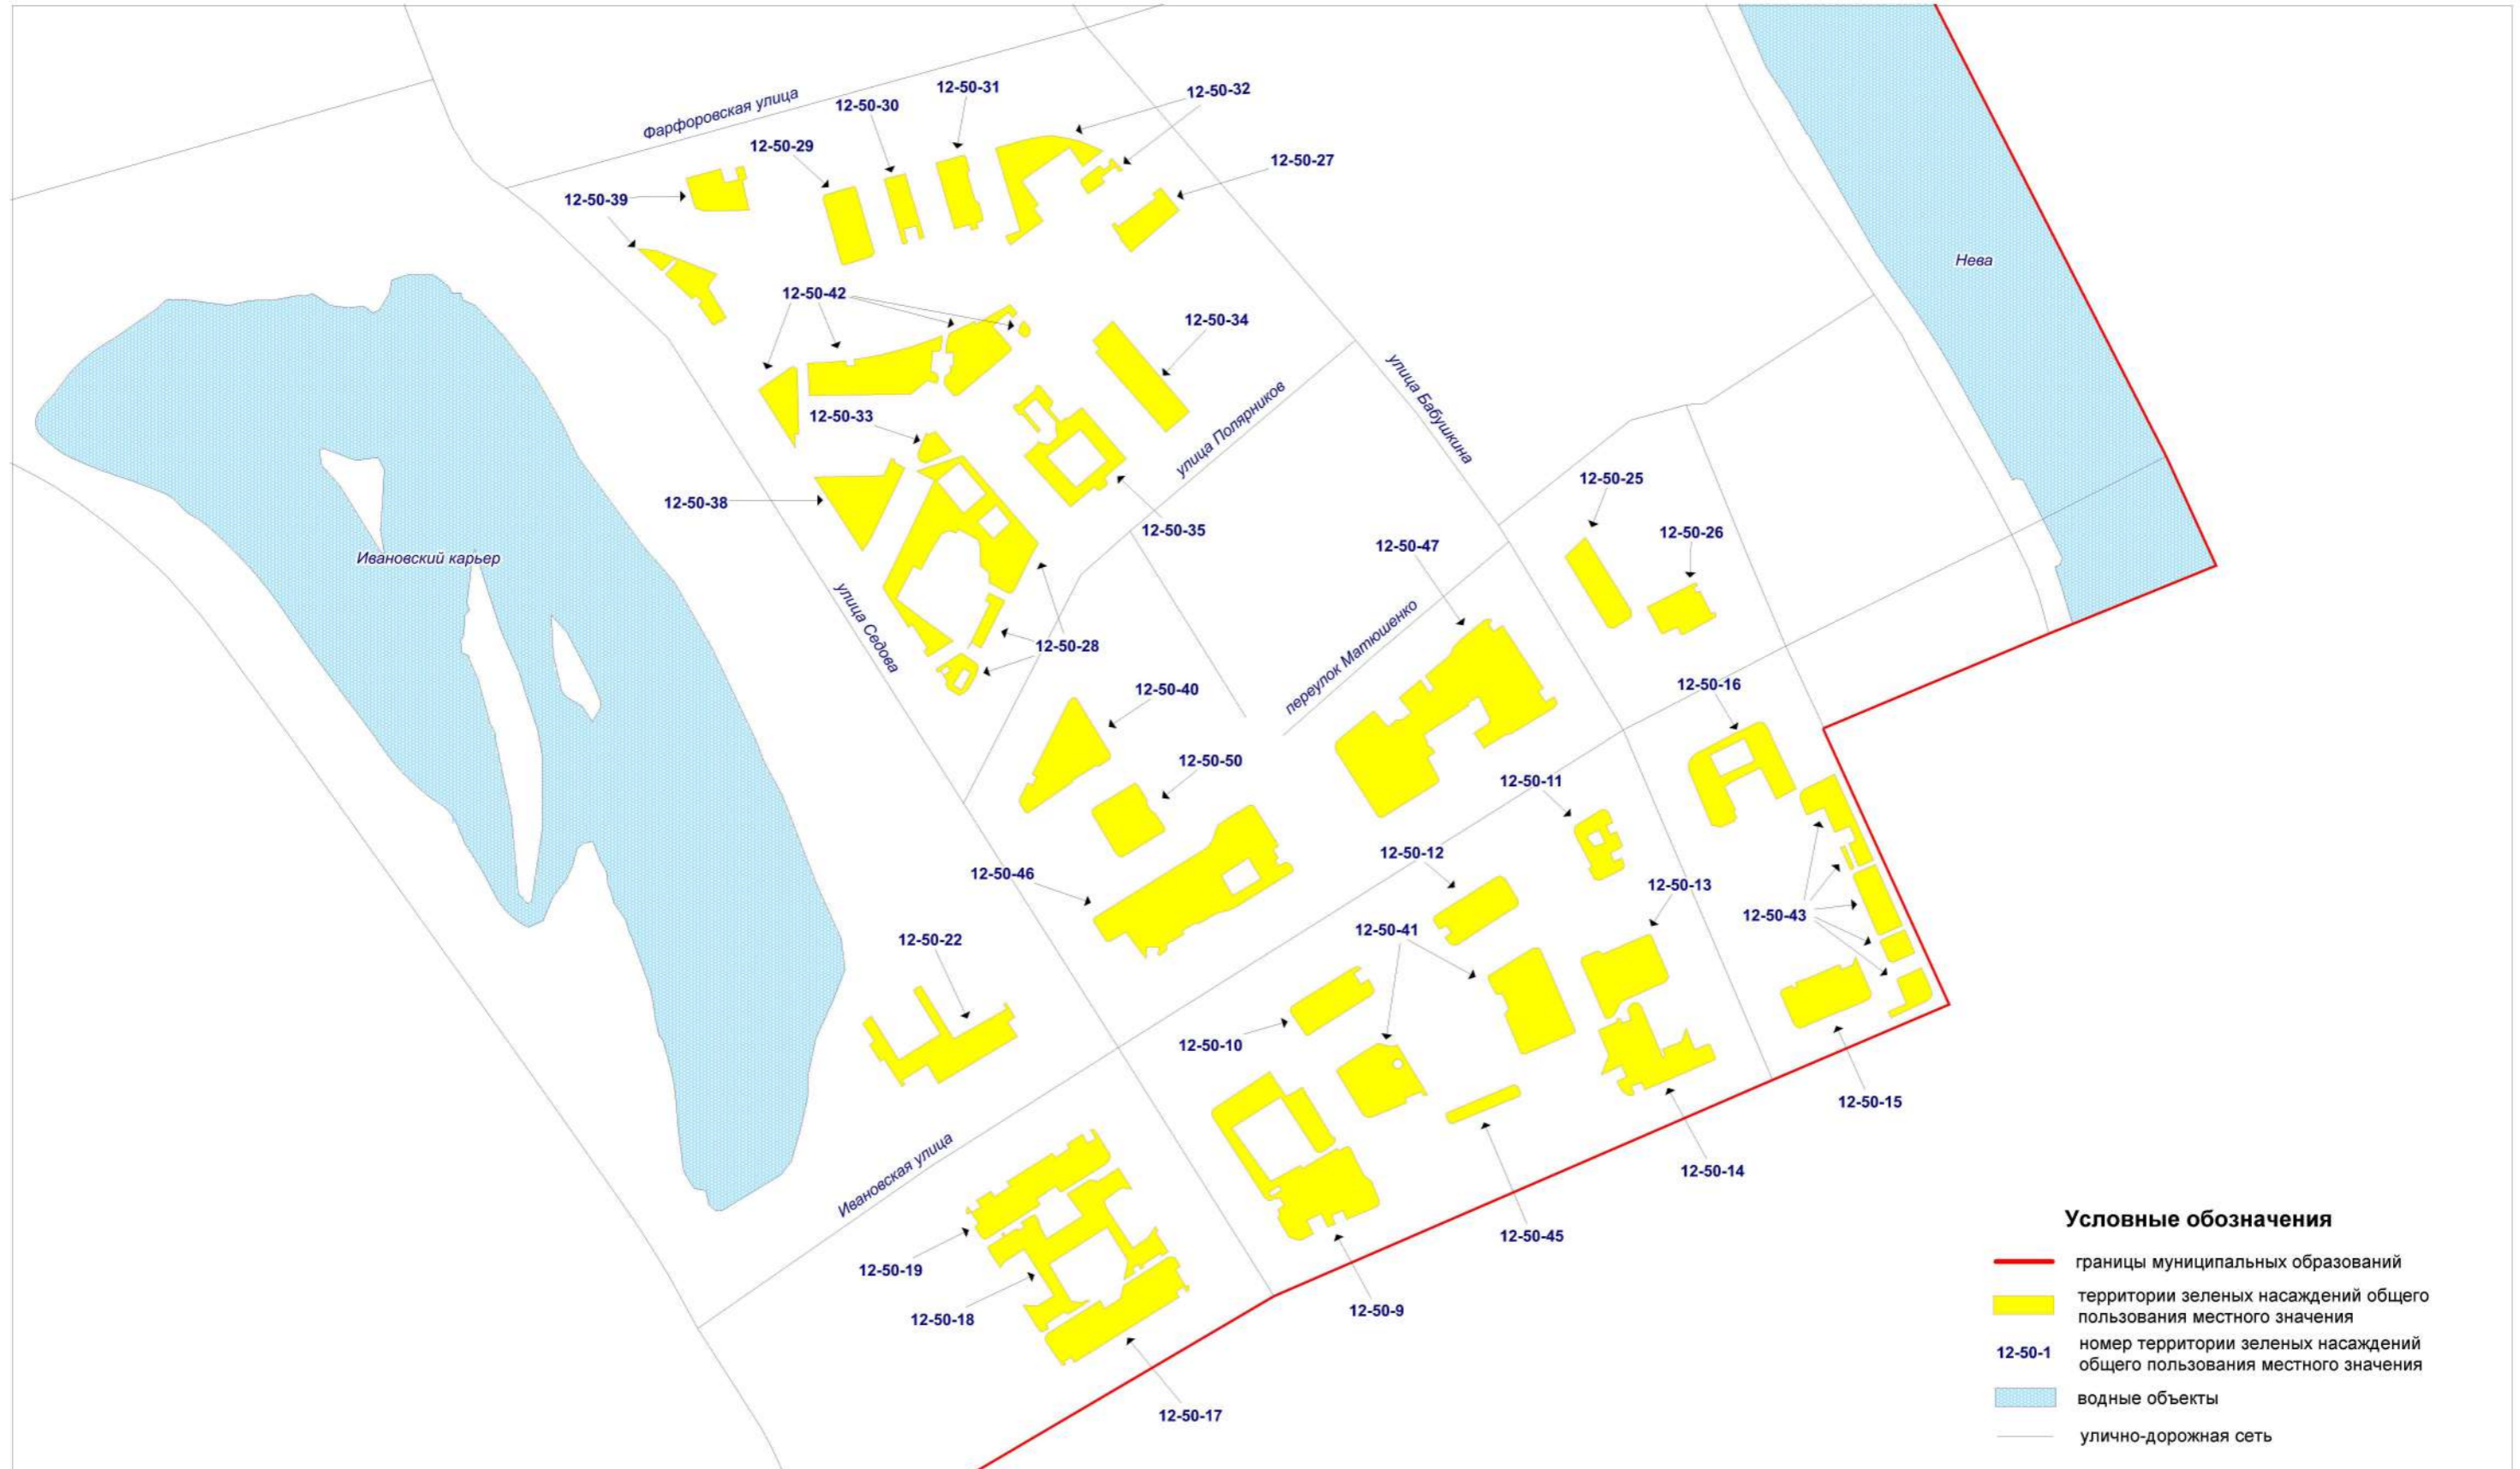 12-50-31
12-50-32
Фарфоровская улица
12-50-30
12-50-29
12-50-27
12-50-39
Нева
12-50-42
12-50-34
улица Бабушкина
12-50-33
улица Полярников
12-50-25
12-50-38
12-50-35
12-50-26
12-50-47
Ивановский карьер
улица Седова
12-50-28
переулок Матюшенко
12-50-40
12-50-16
12-50-50
12-50-11
12-50-12
12-50-46
12-50-13
12-50-43
12-50-41
12-50-22
12-50-10
12-50-15
Ивановская улица
12-50-14
12-50-45
12-50-19
12-50-9
12-50-18
12-50-17
Условные обозначения
границы муниципальных образований
территории зеленых насаждений общего
пользования местного значения
12-50-1 номер территории зеленых насаждений
общего пользования местного значения
водные объекты
улично-дорожная сеть